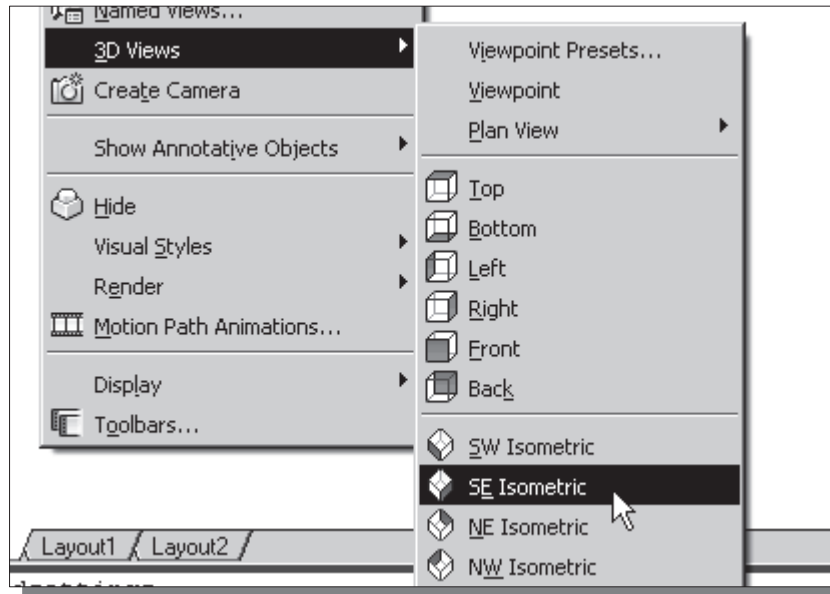 Named Views...
3D Views
Create Camera
Show Annotative Objects
Hide
Visual Styles
Render
Motion Path Animations...
Display
Toolbars...
Viewpoint Presets...
Viewpoint
Plan View
Top
Bottom
Left
Right
Front
Back
SW Isometric
SE Isometric
NE Isometric
NW Isometric
Layout1 Layout2